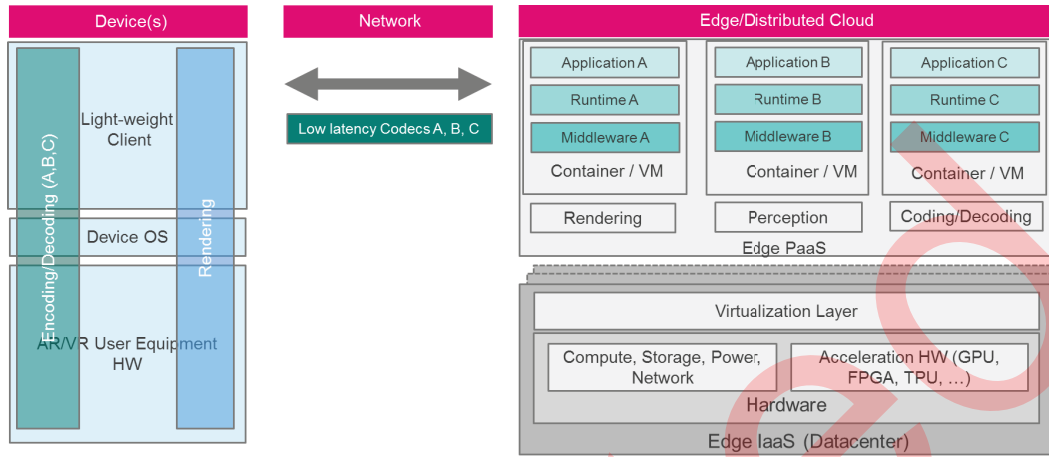 Device(s)
Network
Edge/Distributed Cloud
Light-weight
Client
Device OS
AR/VR User Equipment
HW
Encoding/Decoding (A,B,C)
Rendering
Low latency Codecs A, B, C
Application A
Runtime A
Middleware A
Container / VM
Application B
Runtime B
Middleware B
Container / VM
Application C
Runtime C
Middleware C
Container / VM
Rendering
Perception
Coding/Decoding
Edge PaaS
Virtualization Layer
Compute, Storage, Power,
Network
Acceleration HW (GPU,
FPGA, TPU, …)
Hardware
Edge IaaS (Datacenter)